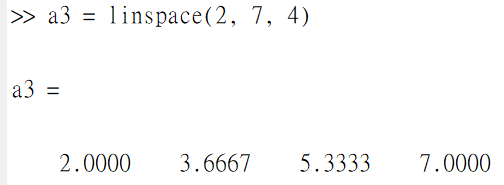 >> a3 = linspace(2, 7, 4)
a3 =
2.0000 3.6667 5.3333 7.0000